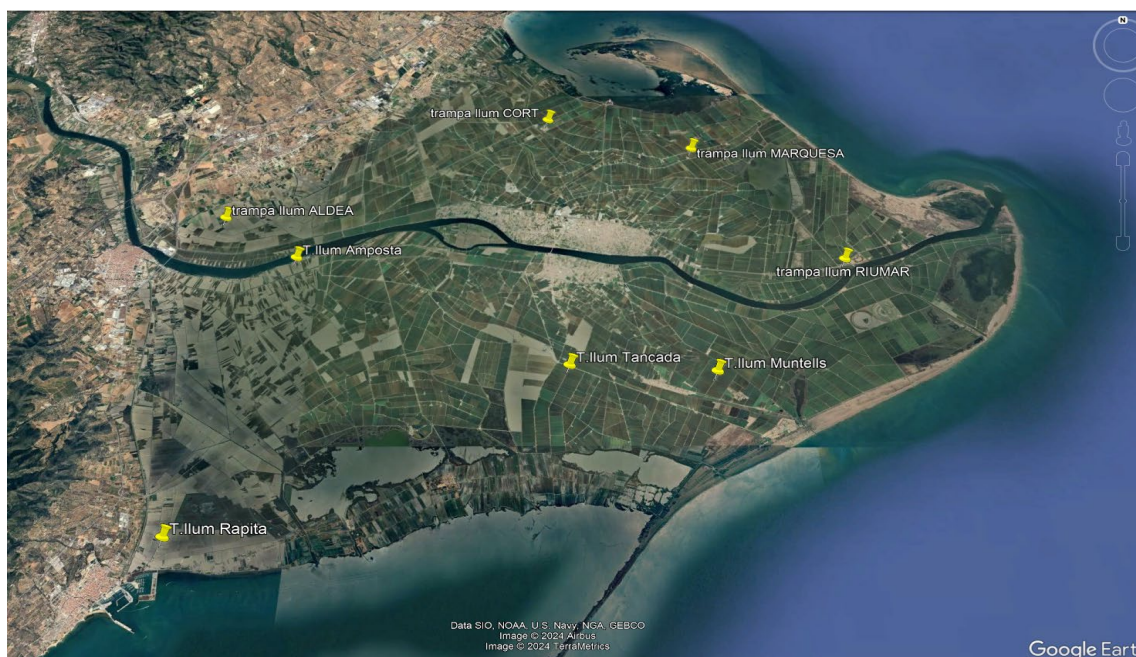 N
trampa llum CORT
trampa llum MARQUESA
trampa llum ALDEA
T.llum Amposta
trampa llum RIUMAR
T.llum Tancada
T.llum Muntells
T.llum Rapita
Data SIO, NOAA, U.S. Navy, NGA, GEBCO
Image © 2024 Airbus
Image © 2024 TerraMetrics
Google Eart